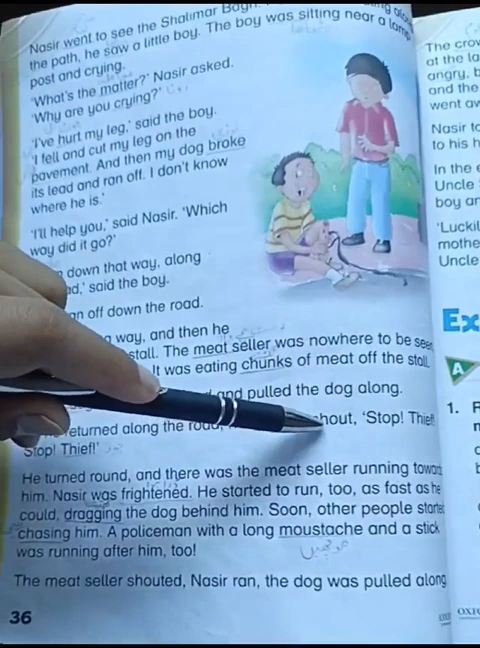 Nasir went to see the Shalimar
the path, he saw a little boy. The boy was sitting near a lamp
post and crying.
'What's the matter?' Nasir asked.
'Why are you crying?'
'I've hurt my leg,' said the boy.
'I fell and cut my leg on the
pavement. And then my dog broke
its lead and ran off. I don't know
where he is.'
'I'll help you,' said Nasir. 'Which
way did it go?'
down that way, along
said the boy.
off down the road.
way, and then he
stall. The meat seller was nowhere to be see
It was eating chunks of meat off the stall.
and pulled the dog along.
returned along the
'Stop! Thief!
Stop! Thief!'
He turned round, and there was the meat seller running towar
him. Nasir was frightened. He started to run, too, as fast as he
could, dragging the dog behind him. Soon, other people starte
chasing him. A policeman with a long moustache and a stick
was running after him, too!
مونچھیں
The meat seller shouted, Nasir ran, the dog was pulled along
36
The crow
at the la
angry, b
and the
went aw
Nasir to
to his h
In the e
Uncle
boy an
'Luckil
mothe
Uncle
Ex
A
1.